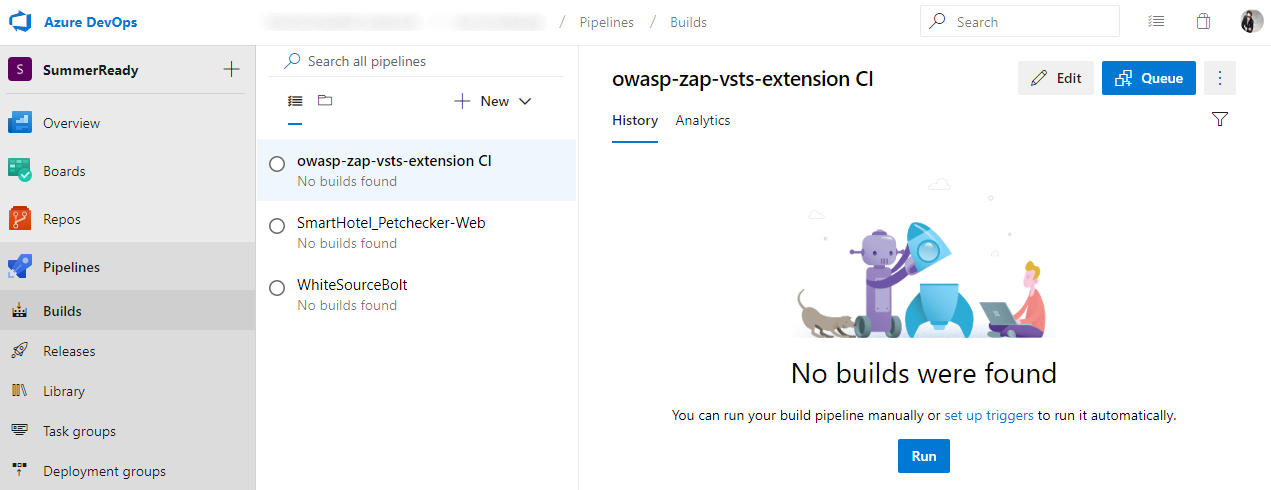 Azure DevOps
/ Pipelines / Builds
Search
S SummerReady
Overview
Boards
Repos
Pipelines
Builds
Releases
Library
Task groups
Deployment groups
Search all pipelines
New
owasp-zap-vsts-extension CI
No builds found
SmartHotel_Petchecker-Web
No builds found
WhiteSourceBolt
No builds found
owasp-zap-vsts-extension CI
Edit
Queue
History Analytics
No builds were found
You can run your build pipeline manually or set up triggers to run it automatically.
Run